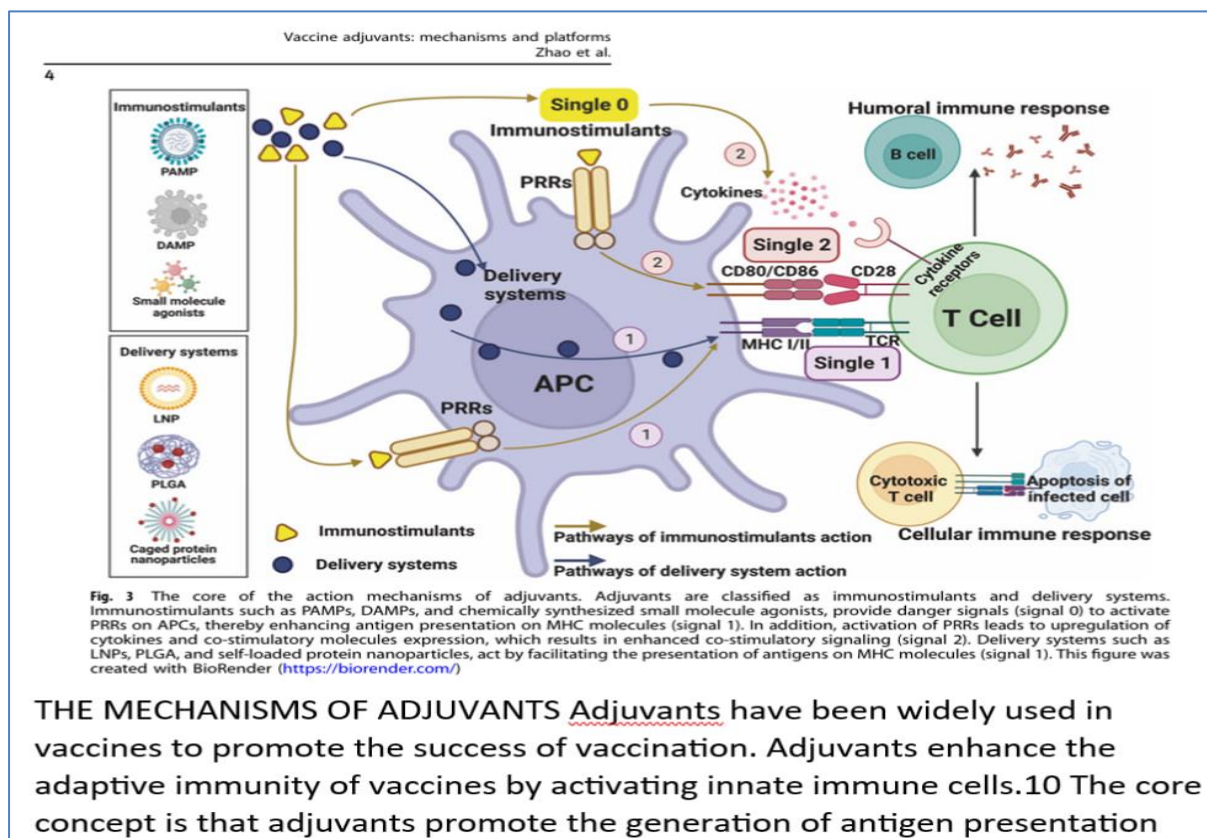 Vaccine adjuvants: mechanisms and platforms
Zhao et al.
4
Immunostimulants
PAMP
DAMP
Small molecule
agonists
Delivery systems
LNP
PLGA
Caged protein
nanoparticles
Single 0
Immunostimulants
PRRs
2
Cytokines
Humoral immune response
B cell
Single 2
2
CD80/CD86
CD28
Cytokine
receptors
Delivery
systems
T Cell
1
MHC I/II
TCR
Single 1
APC
PRRs
1
Cytotoxic
T cell
Apoptosis of
infected cell
Cellular immune response
Immunostimulants
Pathways of immunostimulants action
Delivery systems
Pathways of delivery system action
Fig. 3 The core of the action mechanisms of adjuvants. Adjuvants are classified as immunostimulants and delivery systems.
Immunostimulants such as PAMPs, DAMPs, and chemically synthesized small molecule agonists, provide danger signals (signal 0) to activate
PRRs on APCs, thereby enhancing antigen presentation on MHC molecules (signal 1). In addition, activation of PRRs leads to upregulation of
cytokines and co-stimulatory molecules expression, which results in enhanced co-stimulatory signaling (signal 2). Delivery systems such as
LNPs, PLGA, and self-loaded protein nanoparticles, act by facilitating the presentation of antigens on MHC molecules (signal 1). This figure was
created with BioRender (https://biorender.com/)
THE MECHANISMS OF ADJUVANTS Adjuvants have been widely used in
vaccines to promote the success of vaccination. Adjuvants enhance the
adaptive immunity of vaccines by activating innate immune cells.10 The core
concept is that adjuvants promote the generation of antigen presentation